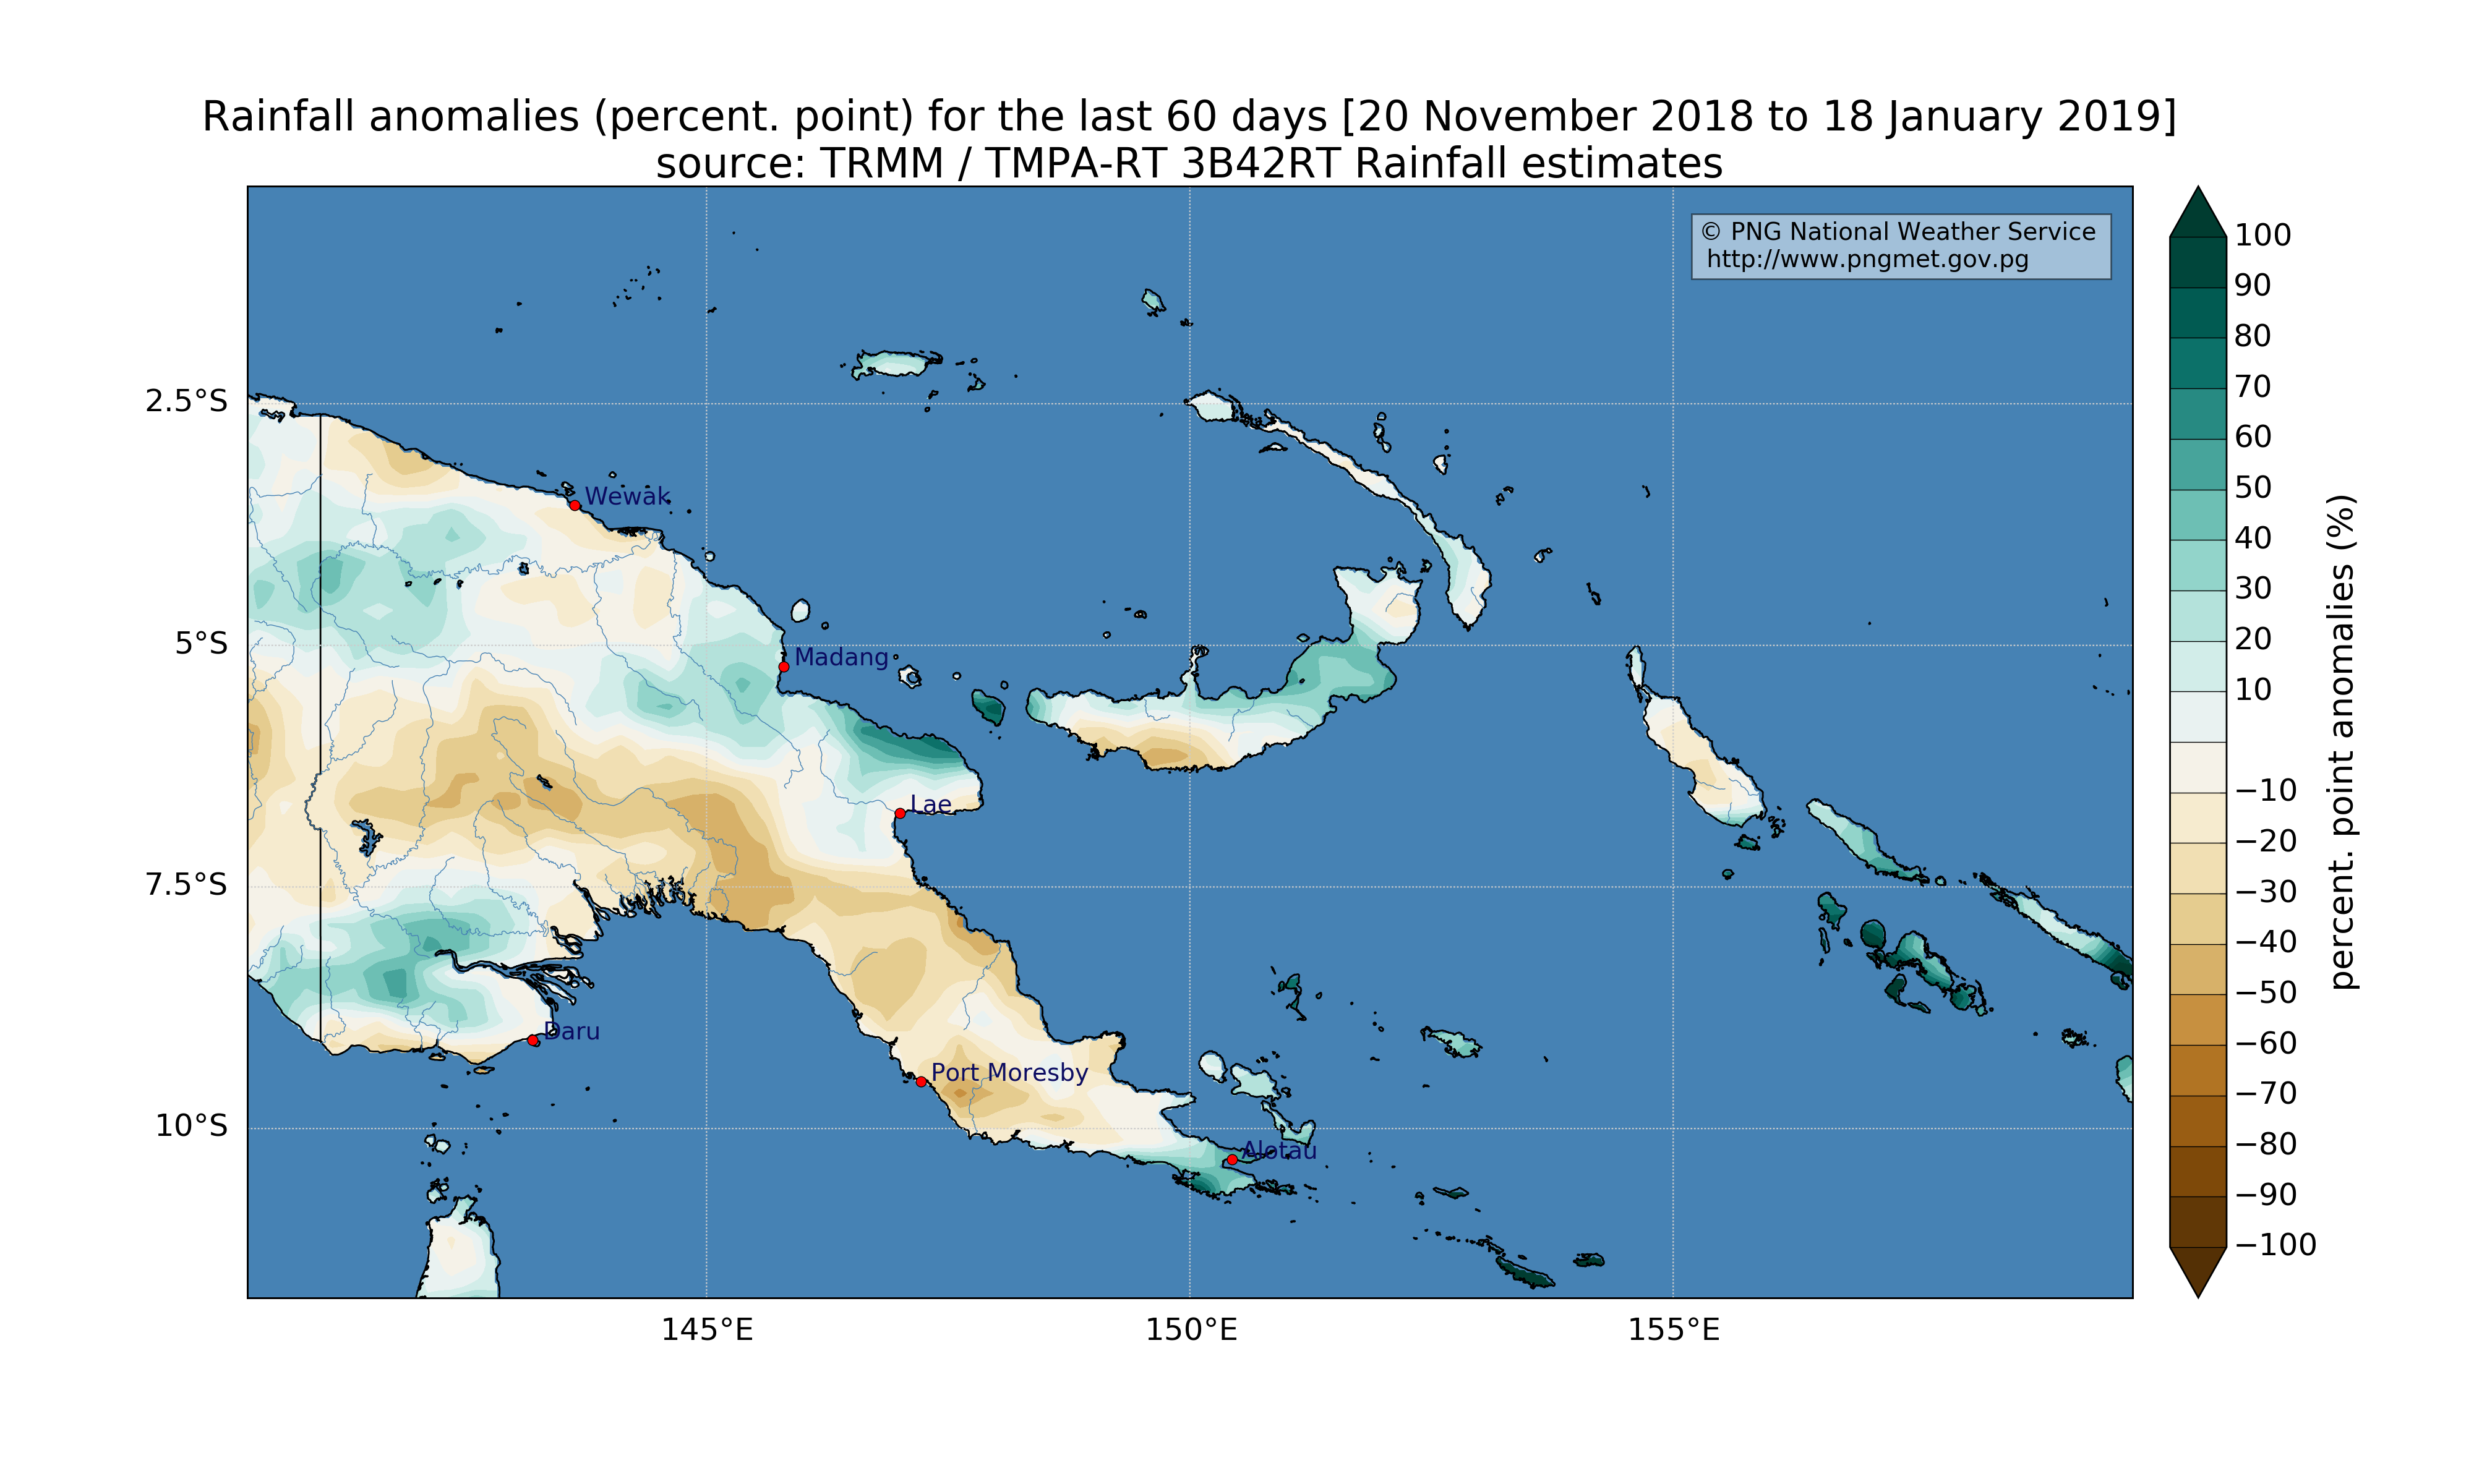 Rainfall anomalies (percent. point) for the last 60 days [20 November 2018 to 18 January 2019]
source: TRMM / TMPA-RT 3B42RT Rainfall estimates
© PNG National Weather Service
http://www.pngmet.gov.pg
2.5°S
5°S
7.5°S
10°S
Wewak
Madang
Lae
Daru
Port Moresby
Alotau
145°E
150°E
155°E
100
90
80
70
60
50
40
30
20
10
−10
−20
−30
−40
−50
−60
−70
−80
−90
−100
percent. point anomalies (%)